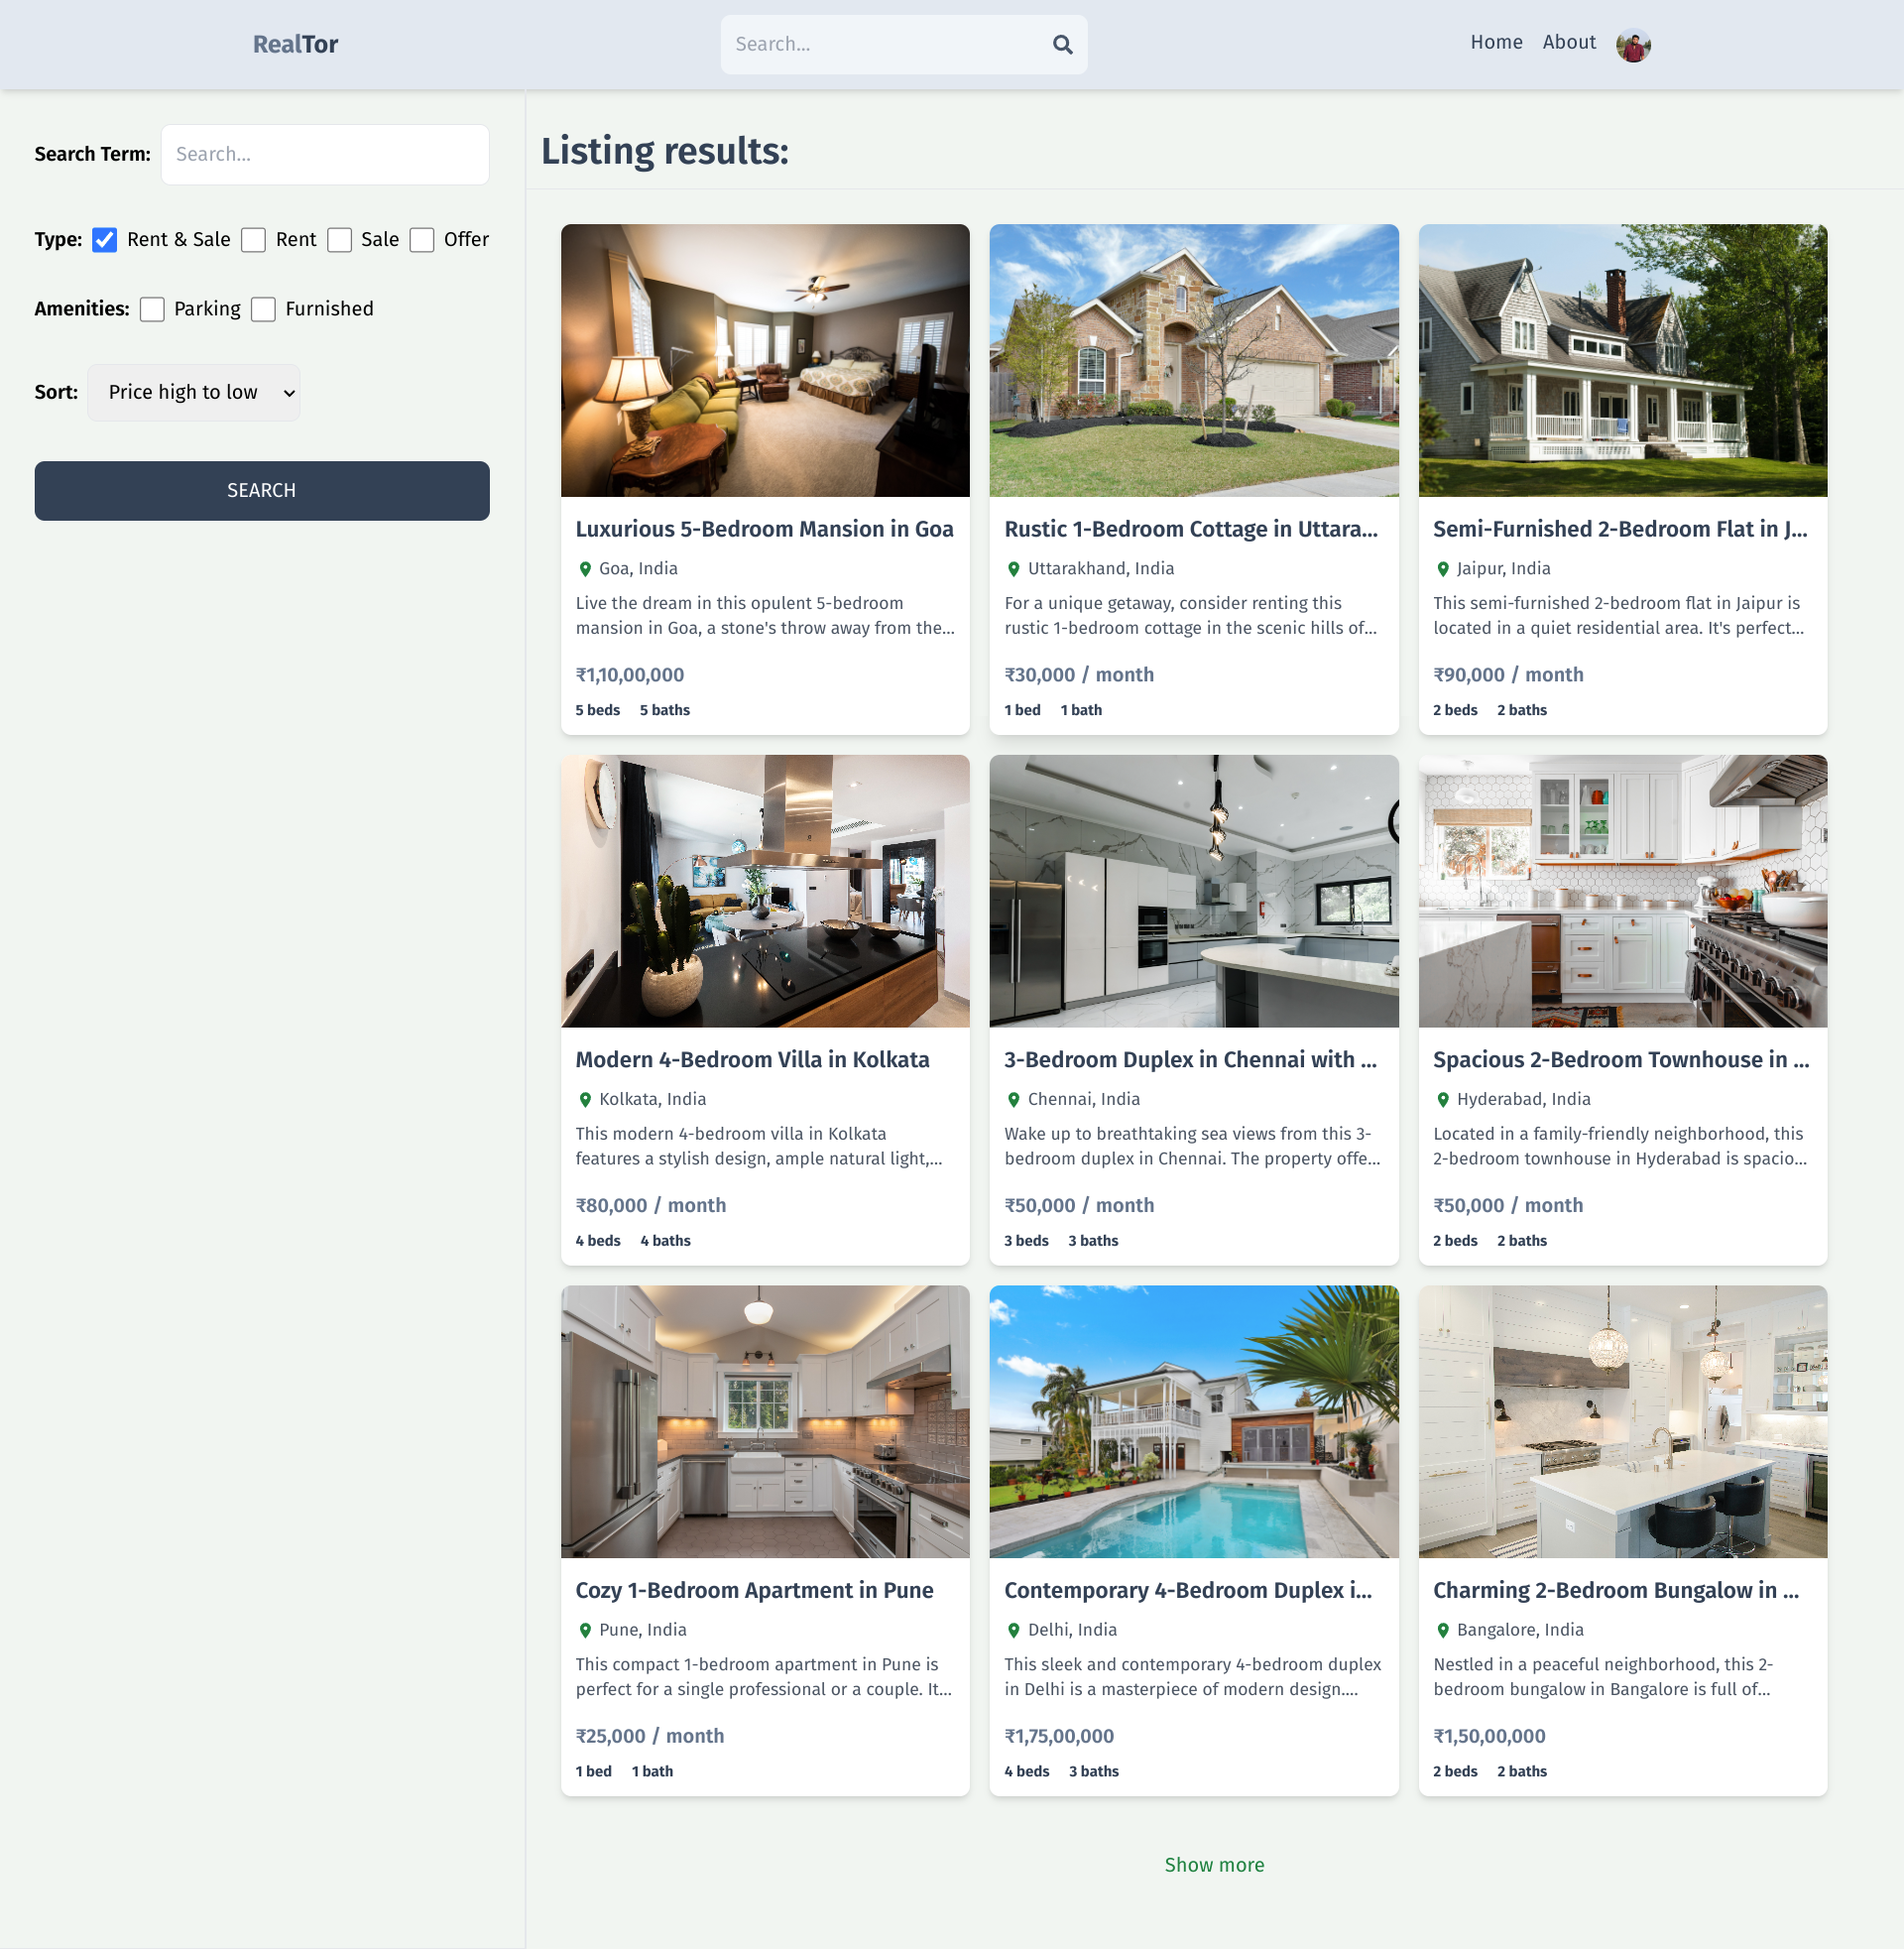 RealTor
Search...
Home
About
Search Term:
Search...
Type:
Rent & Sale
Rent
Sale
Offer
Amenities:
Parking
Furnished
Sort:
Price high to low
SEARCH
Listing results:
Luxurious 5-Bedroom Mansion in Goa
Goa, India
Live the dream in this opulent 5-bedroom
mansion in Goa, a stone's throw away from the...
₹1,10,00,000
5 beds
5 baths
Rustic 1-Bedroom Cottage in Uttara...
Uttarakhand, India
For a unique getaway, consider renting this
rustic 1-bedroom cottage in the scenic hills of...
₹30,000 / month
1 bed
1 bath
Semi-Furnished 2-Bedroom Flat in J...
Jaipur, India
This semi-furnished 2-bedroom flat in Jaipur is
located in a quiet residential area. It's perfect...
₹90,000 / month
2 beds
2 baths
Modern 4-Bedroom Villa in Kolkata
Kolkata, India
This modern 4-bedroom villa in Kolkata
features a stylish design, ample natural light,...
₹80,000 / month
4 beds
4 baths
3-Bedroom Duplex in Chennai with ...
Chennai, India
Wake up to breathtaking sea views from this 3-
bedroom duplex in Chennai. The property offe...
₹50,000 / month
3 beds
3 baths
Spacious 2-Bedroom Townhouse in ...
Hyderabad, India
Located in a family-friendly neighborhood, this
2-bedroom townhouse in Hyderabad is spacio...
₹50,000 / month
2 beds
2 baths
Cozy 1-Bedroom Apartment in Pune
Pune, India
This compact 1-bedroom apartment in Pune is
perfect for a single professional or a couple. It...
₹25,000 / month
1 bed
1 bath
Contemporary 4-Bedroom Duplex i...
Delhi, India
This sleek and contemporary 4-bedroom duplex
in Delhi is a masterpiece of modern design....
₹1,75,00,000
4 beds
3 baths
Charming 2-Bedroom Bungalow in ...
Bangalore, India
Nestled in a peaceful neighborhood, this 2-
bedroom bungalow in Bangalore is full of...
₹1,50,00,000
2 beds
2 baths
Show more